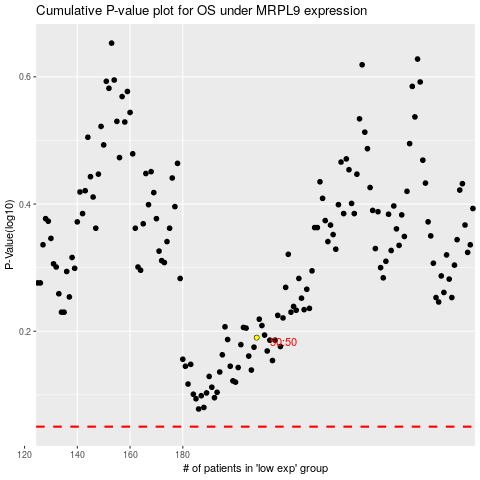 Cumulative P-value plot for OS under MRPL9 expression
P-Value(log10)
0.6
0.4
0.2
50:50
120 140 160 180
# of patients in 'low exp' group